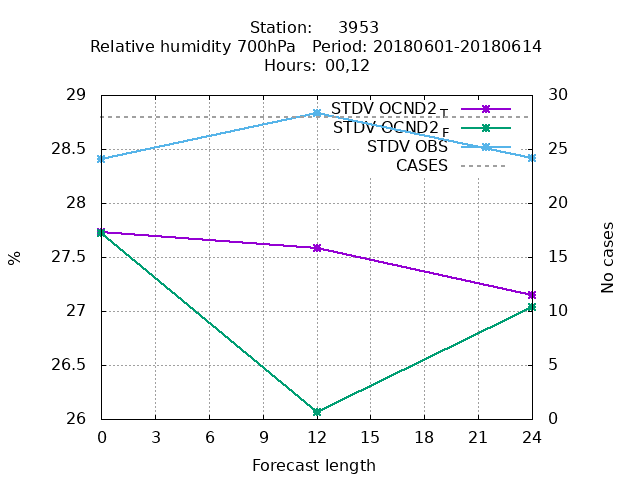 Station: 3953
Relative humidity 700hPa Period: 20180601-20180614
Hours: 00,12
29
28.5
28
27.5
27
26.5
26
%
30
25
20
15
10
5
0
No cases
STDV OCND2 T
STDV OCND2 F
STDV OBS
CASES
0 3 6 9 12 15 18 21 24
Forecast length